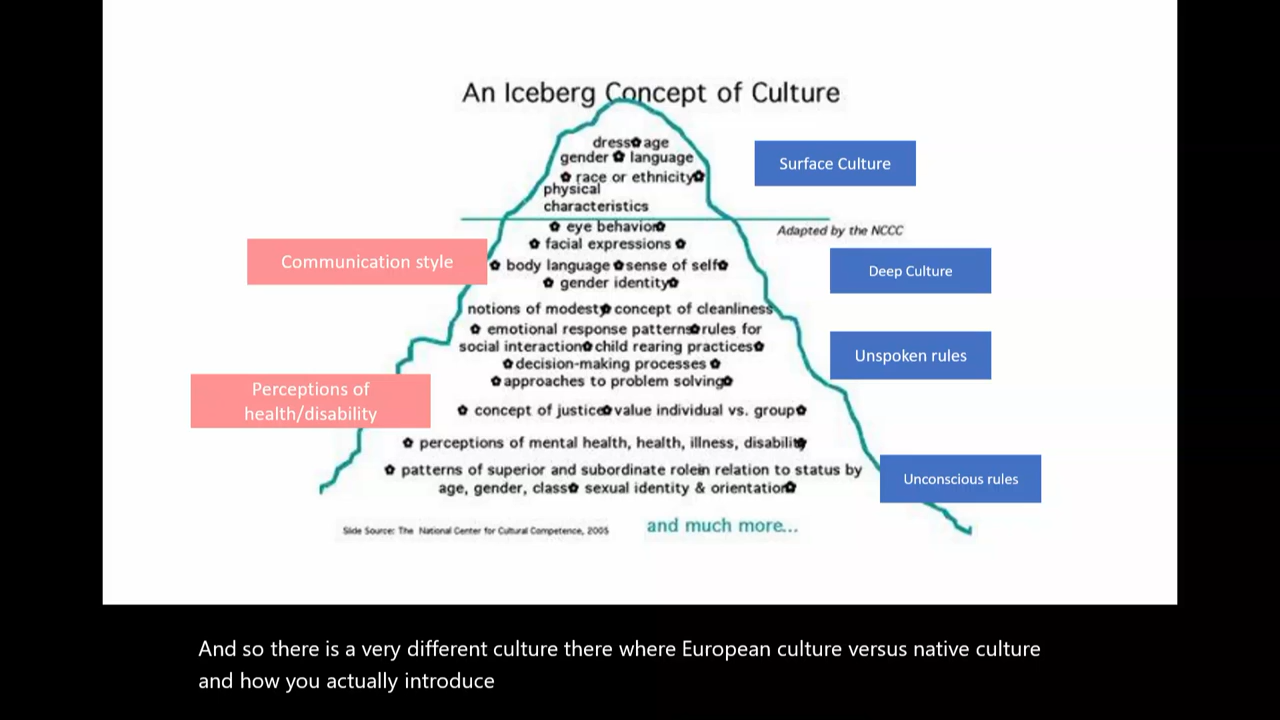 An Iceberg Concept of Culture
dress age
gender language
race or ethnicity
physical
characteristics
Surface Culture
eye behavior
Adapted by the NCCC
facial expressions
Communication style
body language sense of self
Deep Culture
gender identity
notions of modesty concept of cleanliness
emotional response patterns rules for
social interaction child rearing practices
Unspoken rules
decision-making processes
approaches to problem solving
Perceptions of
health/disability
concept of justice value individual vs. group
perceptions of mental health, health, illness, disability
patterns of superior and subordinate role in relation to status by
age, gender, class sexual identity & orientation
Unconscious rules
and much more...
Slide Source: The National Center for Cultural Competence, 2005
And so there is a very different culture there where European culture versus native culture
and how you actually introduce